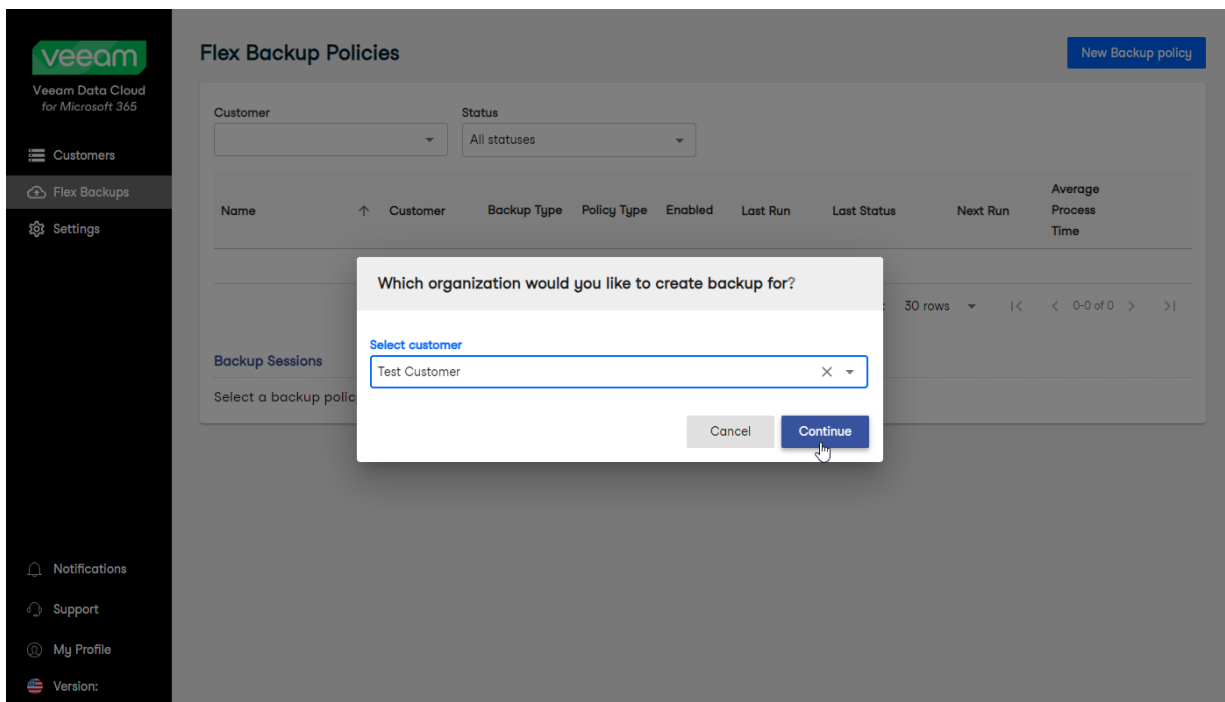 veeam
Veeam Data Cloud
for Microsoft 365
Customers
Flex Backups
Settings
Notifications
Support
My Profile
Version:
Flex Backup Policies
New Backup policy
Customer
Status
All statuses
Name
Customer
Backup Type
Policy Type
Enabled
Last Run
Last Status
Next Run
Average
Process
Time
30 rows
0-0 of 0
Backup Sessions
Select a backup polic
Which organization would you like to create backup for?
Select customer
Test Customer
Cancel
Continue